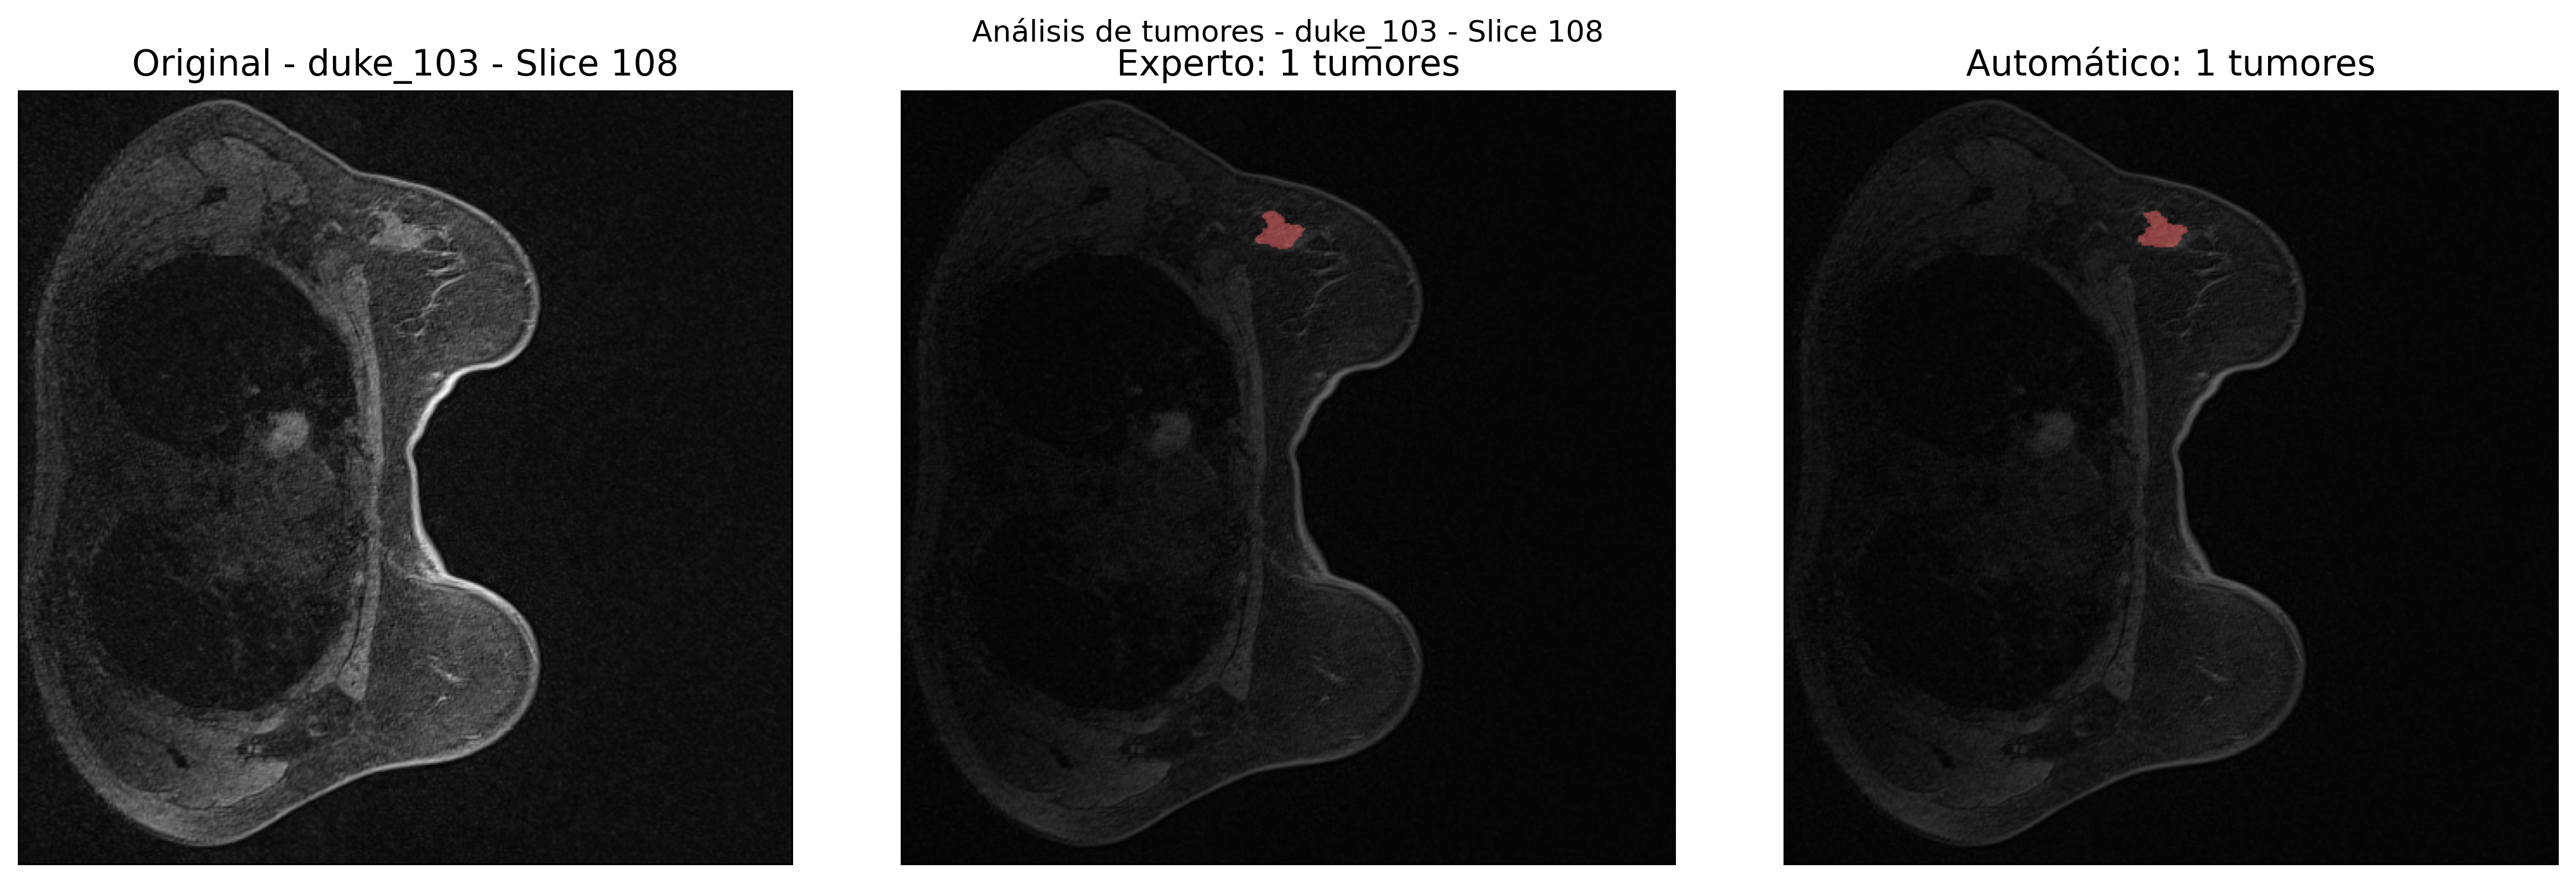 Análisis de tumores - duke_103 - Slice 108
Original - duke_103 - Slice 108
Experto: 1 tumores
Automático: 1 tumores